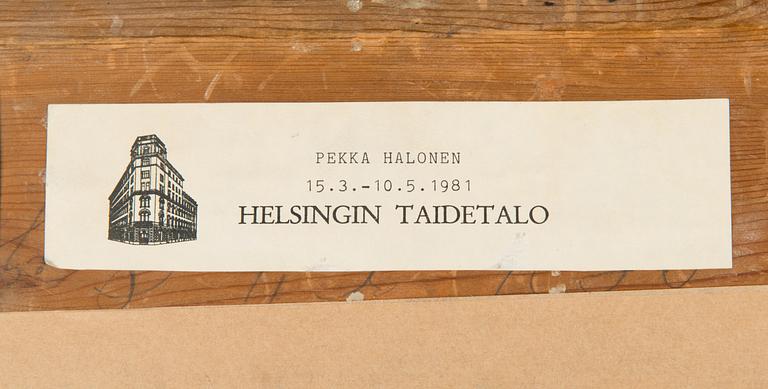 PEKKA HALONEN
15.3.-10.5.1981
HELSINGIN TAIDETALO